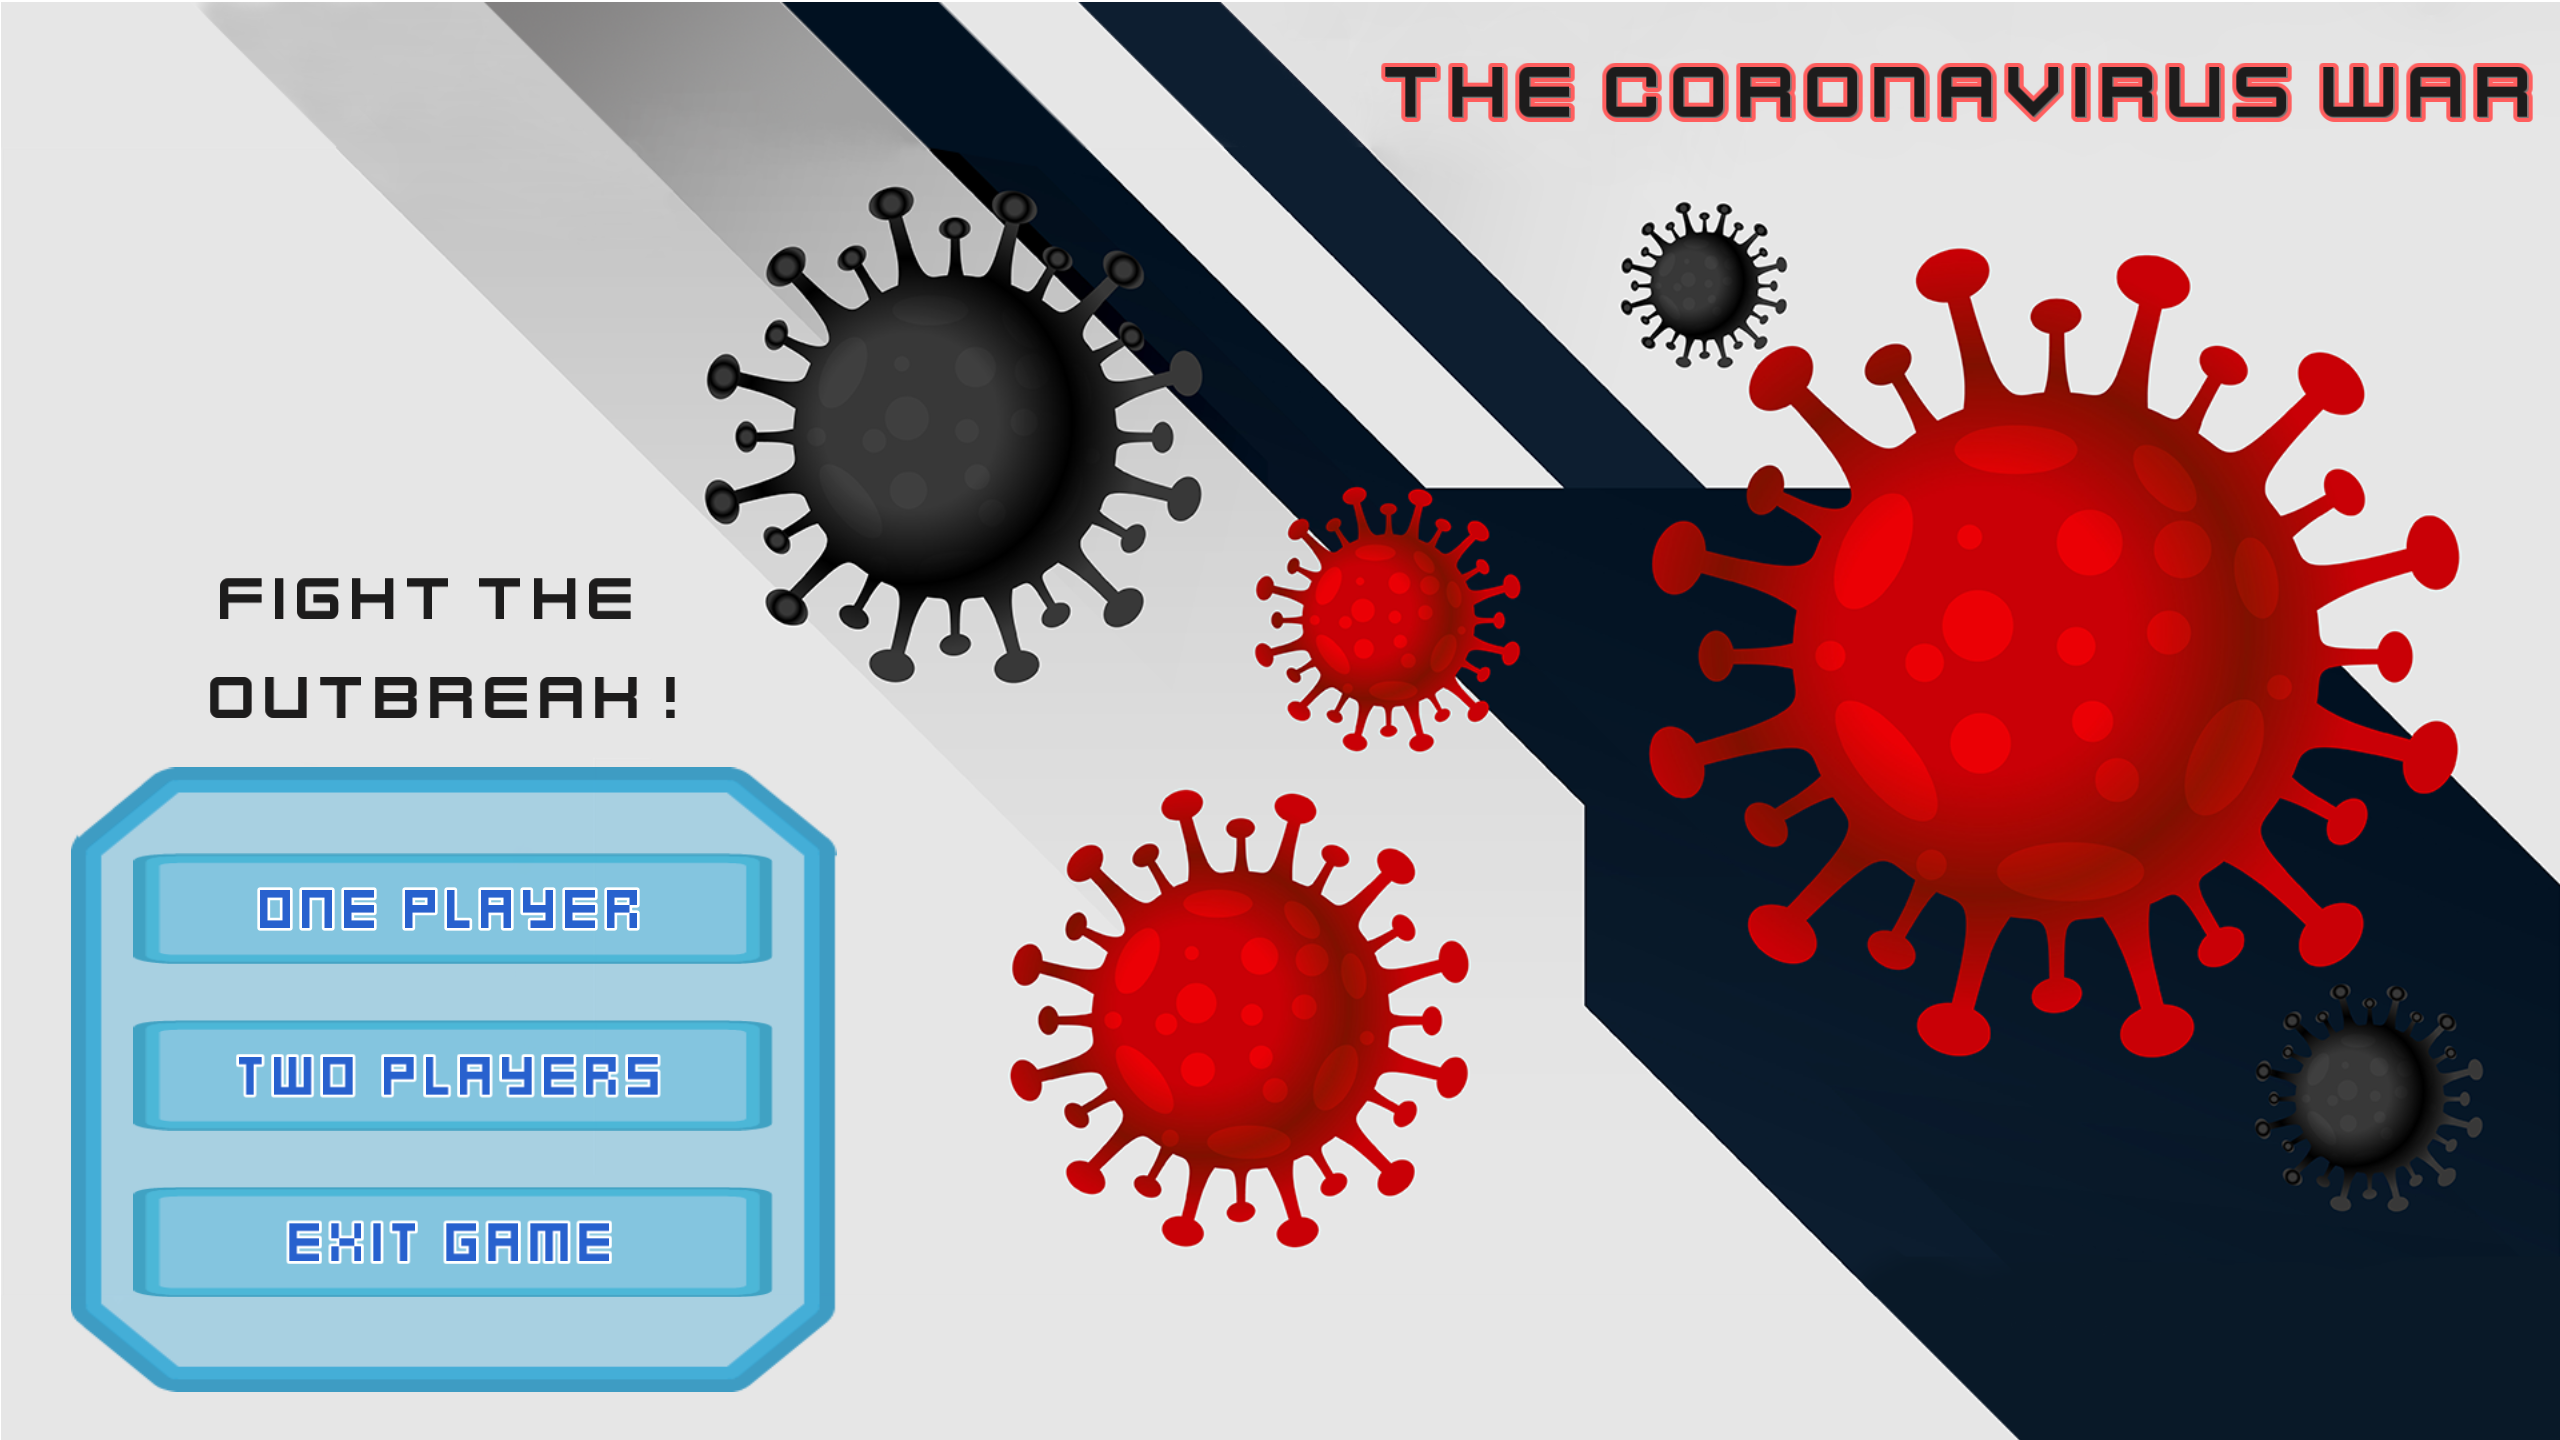 THE CORONAVIRUS WAR
FIGHT THE
OUTBREAK !
ONE PLAYER
TWO PLAYERS
EXIT GAME